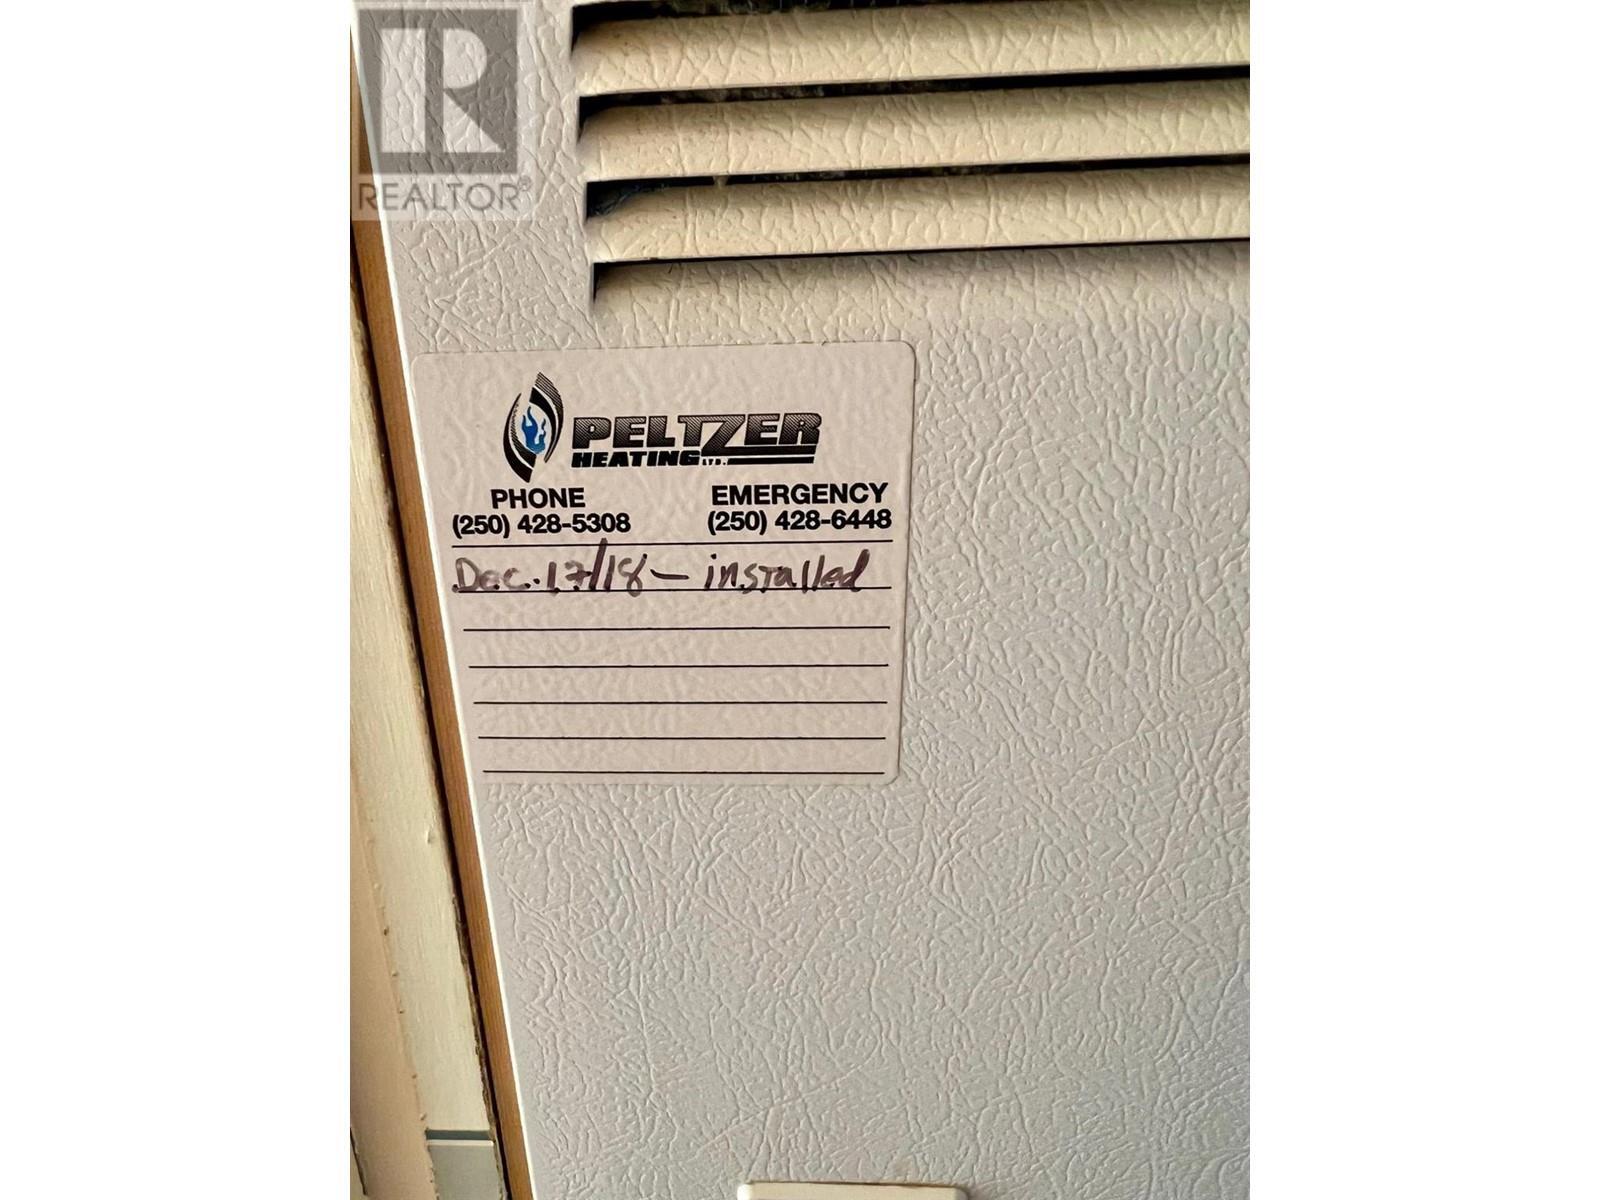 R
REALTOR®
PELTZER
HEATING LTD.
PHONE EMERGENCY
(250) 428-5308 (250) 428-6448
Dec. 17/18 – installed